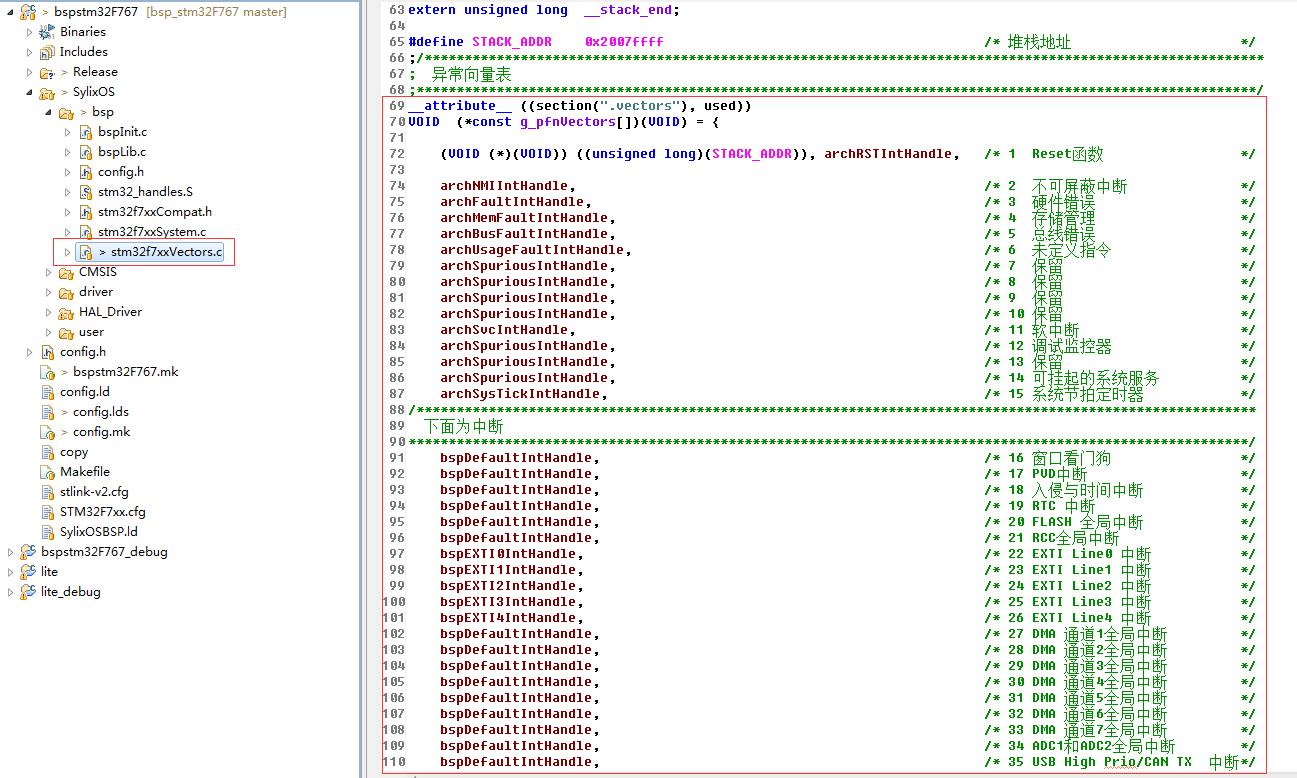 > bspstm32F767 [bsp_stm32F767 master]
Binaries
Includes
> Release
> SylixOS
> bsp
bspInit.c
bspLib.c
config.h
stm32_handles.S
stm32f7xxCompat.h
stm32f7xxSystem.c
> stm32f7xxVectors.c
CMSIS
driver
HAL_Driver
user
config.h
> bspstm32F767.mk
config.ld
> config.lds
> config.mk
copy
Makefile
stlink-v2.cfg
STM32F7xx.cfg
SylixOSBSP.ld
bspstm32F767_debug
lite
lite_debug
63 extern unsigned long __stack_end;
64
65 #define STACK_ADDR 0x2007ffff /* 堆栈地址 */
66 ;/*********************************************************************************************************
67 ; 异常向量表
68 ;*********************************************************************************************************/
69 __attribute__ ((section(".vectors"), used))
70 VOID (*const g_pfnVectors[])(VOID) = {
71
72 (VOID (*)(VOID)) ((unsigned long)(STACK_ADDR)), archRSTIntHandle, /* 1 Reset函数 */
73
74 archNMIIntHandle, /* 2 不可屏蔽中断 */
75 archFaultIntHandle, /* 3 硬件错误 */
76 archMemFaultIntHandle, /* 4 存储管理 */
77 archBusFaultIntHandle, /* 5 总线错误 */
78 archUsageFaultIntHandle, /* 6 未定义指令 */
79 archSpuriousIntHandle, /* 7 保留 */
80 archSpuriousIntHandle, /* 8 保留 */
81 archSpuriousIntHandle, /* 9 保留 */
82 archSpuriousIntHandle, /* 10 保留 */
83 archSvcIntHandle, /* 11 软中断 */
84 archSpuriousIntHandle, /* 12 调试监控器 */
85 archSpuriousIntHandle, /* 13 保留 */
86 archSpuriousIntHandle, /* 14 可挂起的系统服务 */
87 archSysTickIntHandle, /* 15 系统节拍定时器 */
88 /*********************************************************************************************************
89 下面为中断
90 *********************************************************************************************************/
91 bspDefaultIntHandle, /* 16 窗口看门狗 */
92 bspDefaultIntHandle, /* 17 PVD中断 */
93 bspDefaultIntHandle, /* 18 入侵与时间中断 */
94 bspDefaultIntHandle, /* 19 RTC 中断 */
95 bspDefaultIntHandle, /* 20 FLASH 全局中断 */
96 bspDefaultIntHandle, /* 21 RCC全局中断 */
97 bspEXTI0IntHandle, /* 22 EXTI Line0 中断 */
98 bspEXTI1IntHandle, /* 23 EXTI Line1 中断 */
99 bspEXTI2IntHandle, /* 24 EXTI Line2 中断 */
100 bspEXTI3IntHandle, /* 25 EXTI Line3 中断 */
101 bspEXTI4IntHandle, /* 26 EXTI Line4 中断 */
102 bspDefaultIntHandle, /* 27 DMA 通道1全局中断 */
103 bspDefaultIntHandle, /* 28 DMA 通道2全局中断 */
104 bspDefaultIntHandle, /* 29 DMA 通道3全局中断 */
105 bspDefaultIntHandle, /* 30 DMA 通道4全局中断 */
106 bspDefaultIntHandle, /* 31 DMA 通道5全局中断 */
107 bspDefaultIntHandle, /* 32 DMA 通道6全局中断 */
108 bspDefaultIntHandle, /* 33 DMA 通道7全局中断 */
109 bspDefaultIntHandle, /* 34 ADC1和ADC2全局中断 */
110 bspDefaultIntHandle, /* 35 USB High Prio/CAN TX 中断*/